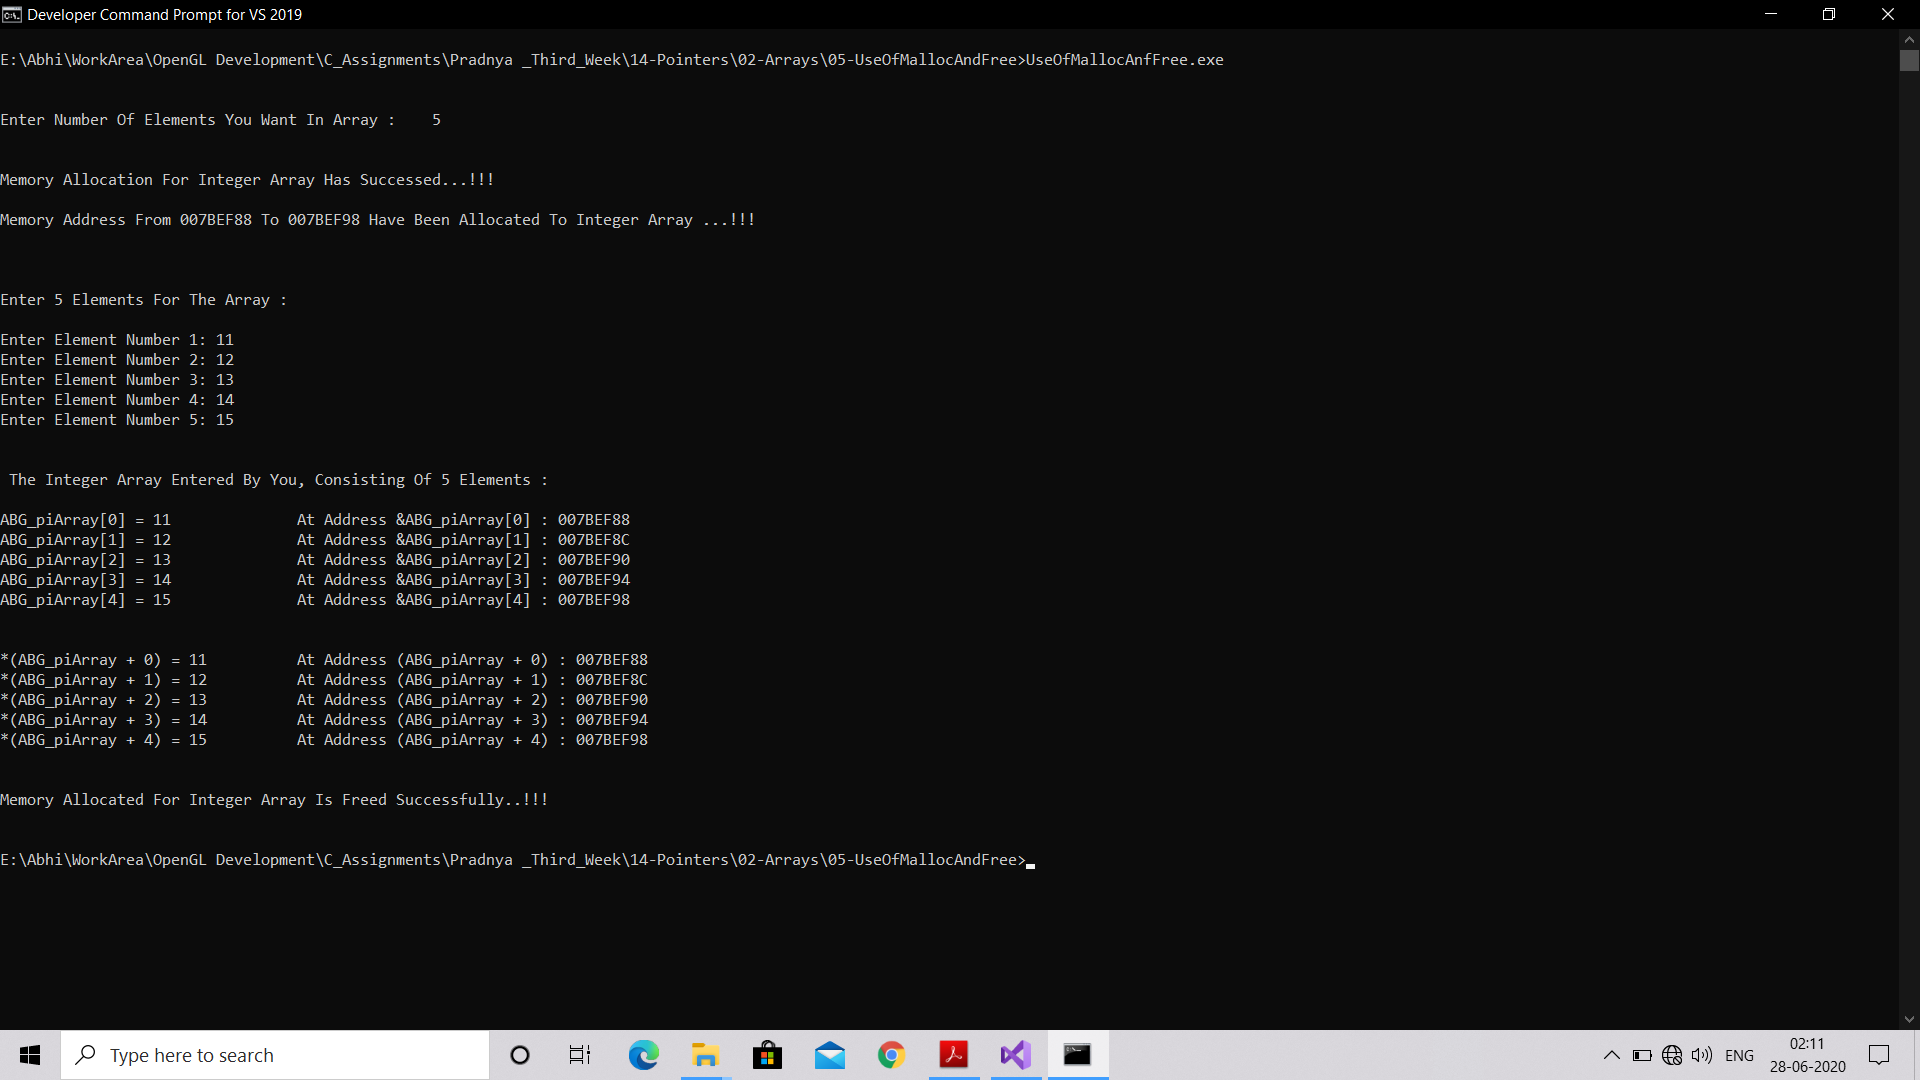 Developer Command Prompt for VS 2019
E:\Abhi\WorkArea\OpenGL Development\C_Assignments\Pradnya _Third_Week\14-Pointers\02-Arrays\05-UseOfMallocAndFree>UseOfMallocAnfFree.exe
Enter Number Of Elements You Want In Array :    5
Memory Allocation For Integer Array Has Successed...!!!
Memory Address From 007BEF88 To 007BEF98 Have Been Allocated To Integer Array ...!!!
Enter 5 Elements For The Array :
Enter Element Number 1: 11
Enter Element Number 2: 12
Enter Element Number 3: 13
Enter Element Number 4: 14
Enter Element Number 5: 15
The Integer Array Entered By You, Consisting Of 5 Elements :
ABG_piArray[0] = 11              At Address &ABG_piArray[0] : 007BEF88
ABG_piArray[1] = 12              At Address &ABG_piArray[1] : 007BEF8C
ABG_piArray[2] = 13              At Address &ABG_piArray[2] : 007BEF90
ABG_piArray[3] = 14              At Address &ABG_piArray[3] : 007BEF94
ABG_piArray[4] = 15              At Address &ABG_piArray[4] : 007BEF98
*(ABG_piArray + 0) = 11          At Address (ABG_piArray + 0) : 007BEF88
*(ABG_piArray + 1) = 12          At Address (ABG_piArray + 1) : 007BEF8C
*(ABG_piArray + 2) = 13          At Address (ABG_piArray + 2) : 007BEF90
*(ABG_piArray + 3) = 14          At Address (ABG_piArray + 3) : 007BEF94
*(ABG_piArray + 4) = 15          At Address (ABG_piArray + 4) : 007BEF98
Memory Allocated For Integer Array Is Freed Successfully..!!!
E:\Abhi\WorkArea\OpenGL Development\C_Assignments\Pradnya _Third_Week\14-Pointers\02-Arrays\05-UseOfMallocAndFree>
Type here to search
ENG
02:11
28-06-2020